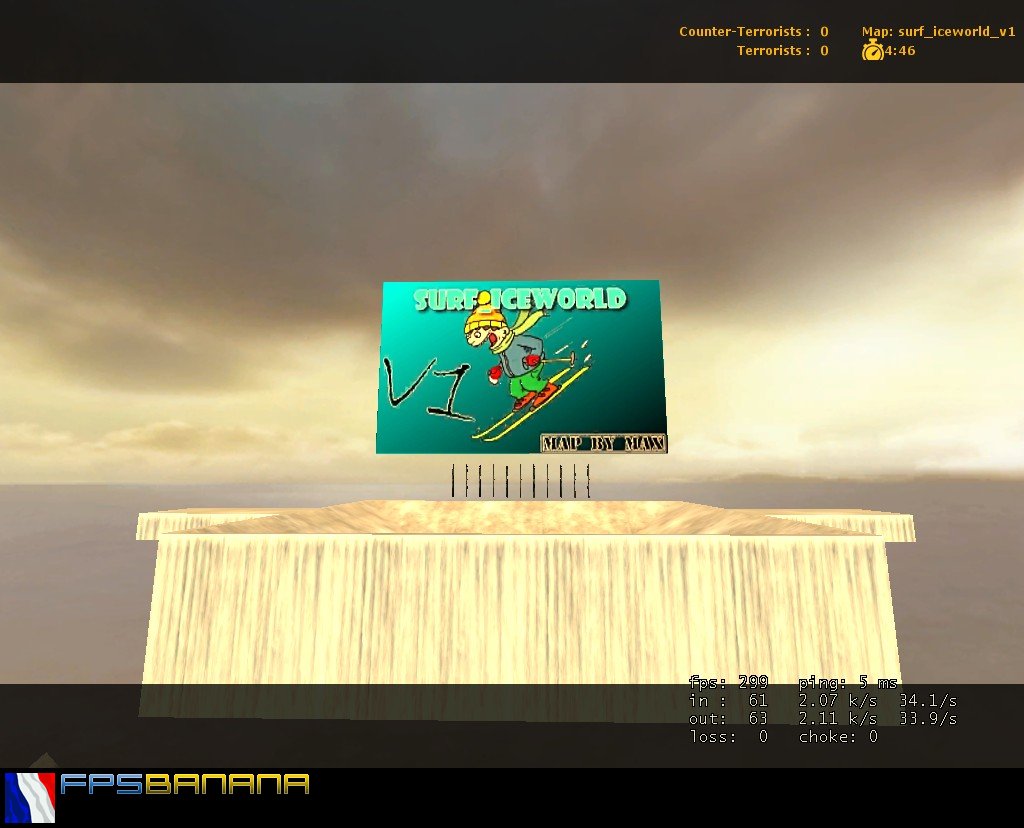 Counter-Terrorists : 0 Map: surf_iceworld_v1
Terrorists : 0 4:46
SURF_ICEWORLD
V1
MAP BY MAX
fps: 299 ping: 5 ms
in : 61 2.07 k/s 34.1/s
out: 63 2.11 k/s 33.9/s
loss: 0 choke: 0
FPSBANANA